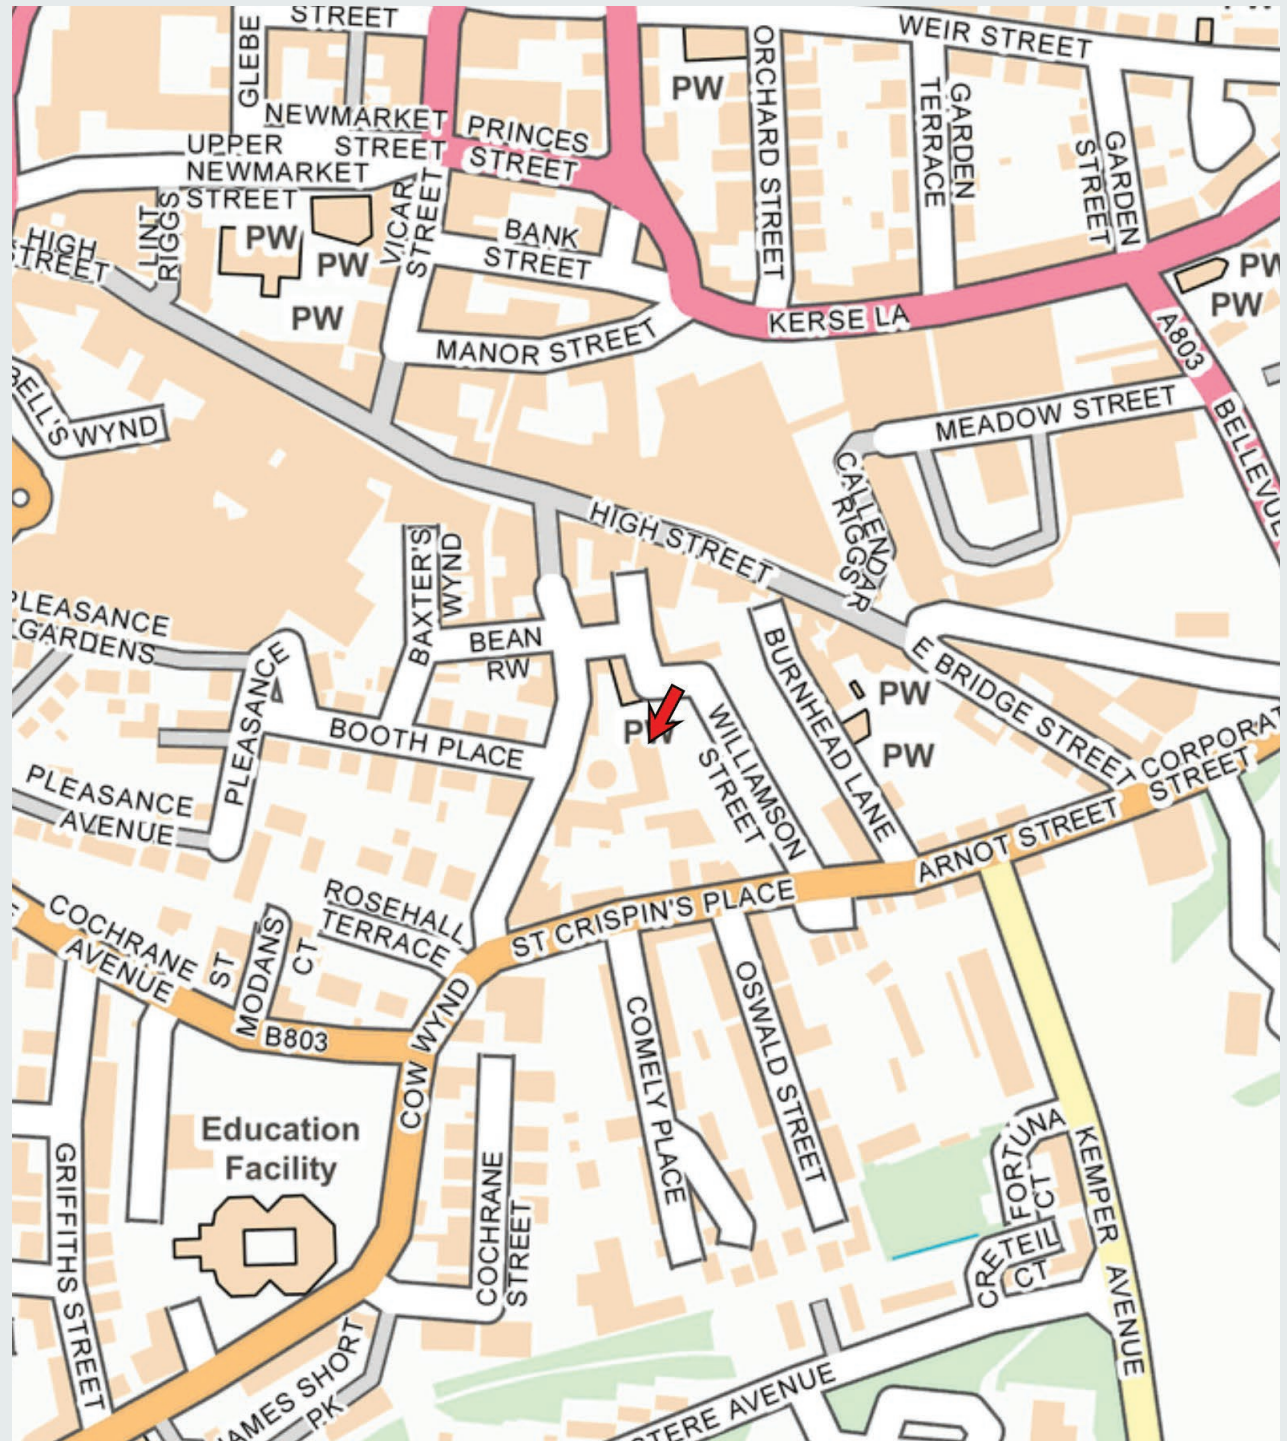 STREET
GLEBE
WEIR STREET
PW
PW
ORCHARD STREET
GARDEN
TERRACE
GARDEN
STREET
NEWMARKET
STREET
PRINCES
STREET
UPPER
NEWMARKET
STREET
LINT
RIGGS
VICAR
STREET
HIGH
STREET
PW
PW
PW
BANK
STREET
MANOR STREET
KERSE LA
PW
PW
A803
BELLEVUE
MEADOW STREET
CALLENDAR
RIGGS
BELL'S WYND
HIGH STREET
BAXTER'S
WYND
BEAN
RW
PLEASANCE
GARDENS
PLEASANCE
BOOTH PLACE
PLEASANCE
AVENUE
PW
WILLIAMSON
STREET
BURNHEAD LANE
PW
PW
E BRIDGE STREET
CORPORAT
STREET
ARNOT STREET
ST CRISPIN'S PLACE
ROSEHALL
TERRACE
COCHRANE
AVENUE
ST
MODANS
CT
B803
COW WYND
COMELY PLACE
OSWALD STREET
Education
Facility
GRIFFITHS STREET
COCHRANE
STREET
FORTUNA
CT
CRETEIL
CT
KEMPER AVENUE
JAMES SHORT
PK
STERE AVENUE